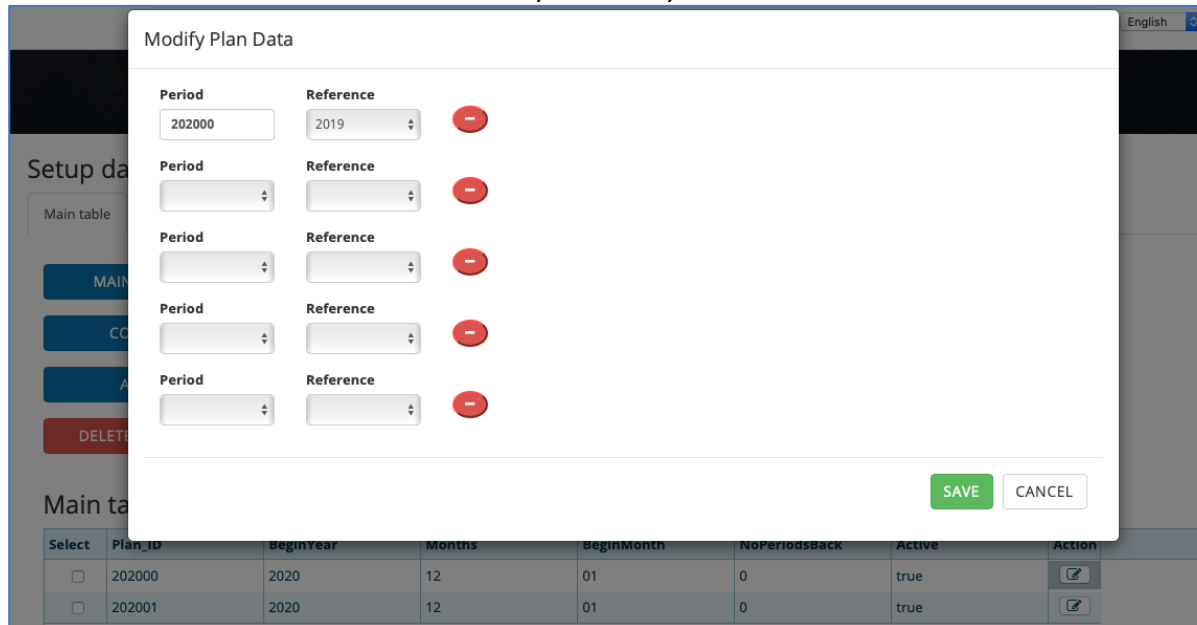 English
Modify Plan Data
Period Reference
202000 2019
Setup da
Period Reference
Main table
Period Reference
MAIN
Period Reference
CO
Period Reference
A
DELETE
SAVE CANCEL
Main ta
Select Plan_ID BeginYear Months BeginMonth NoPeriodsBack Active Action
202000 2020 12 01 0 true
202001 2020 12 01 0 true